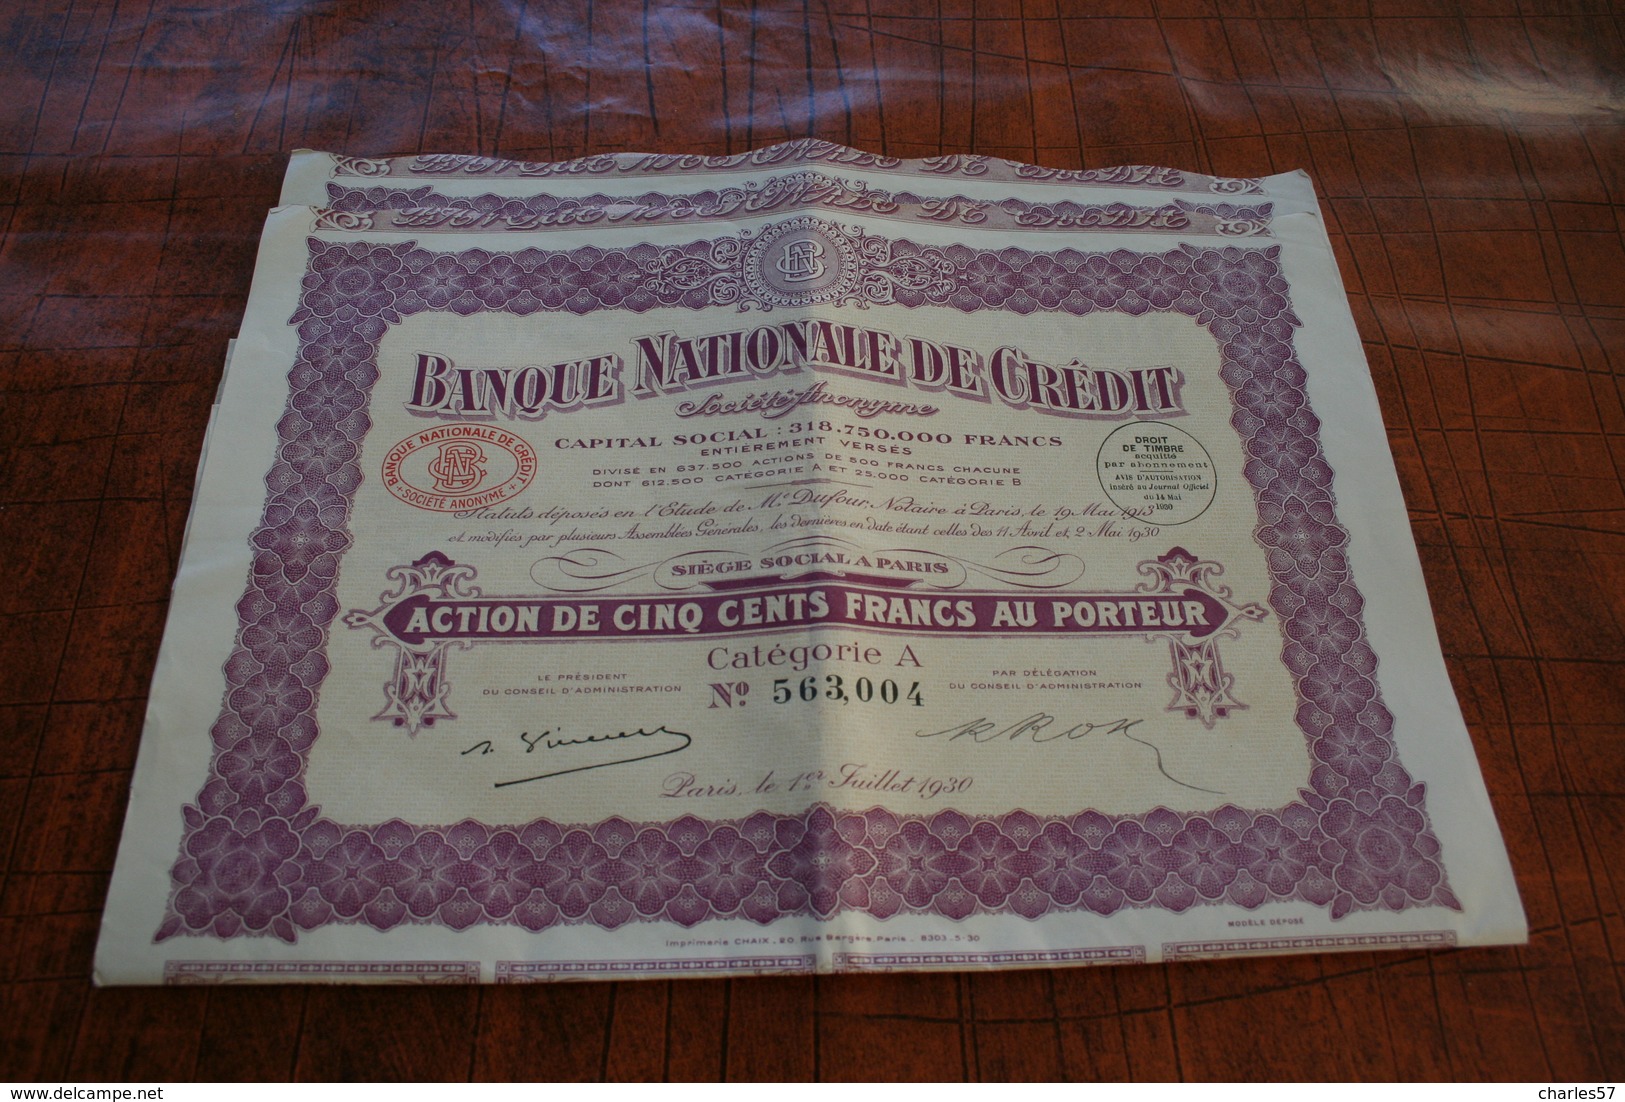 BANQUE NATIONALE DE CRÉDIT
Société Anonyme
CAPITAL SOCIAL : 318.750.000 FRANCS
ENTIÈREMENT VERSÉS
DIVISÉ EN 637.500 ACTIONS DE 500 FRANCS CHACUNE
DONT 612.500 CATÉGORIE A ET 25.000 CATÉGORIE B
BANQUE NATIONALE DE CRÉDIT
BNC
SOCIÉTÉ ANONYME
DROIT
DE TIMBRE
acquitté
par abonnement
AVIS D'AUTORISATION
inséré au Journal Officiel
du 14 Mai
1930
Statuts déposés en l'Etude de Me Dufour, Notaire à Paris, le 19 Mai 1913
et modifiés par plusieurs Assemblées Générales, les dernières en date étant celles des 11 Avril et 2 Mai 1930
SIÈGE SOCIAL A PARIS
ACTION DE CINQ CENTS FRANCS AU PORTEUR
Catégorie A
No. 563,004
LE PRÉSIDENT
DU CONSEIL D'ADMINISTRATION
PAR DÉLÉGATION
DU CONSEIL D'ADMINISTRATION
Paris, le 1er Juillet 1930
MODÈLE DÉPOSÉ
Imprimerie CHAIX, 20, Rue Bergère, Paris. 8303-5-30
delcampe.net
charles57